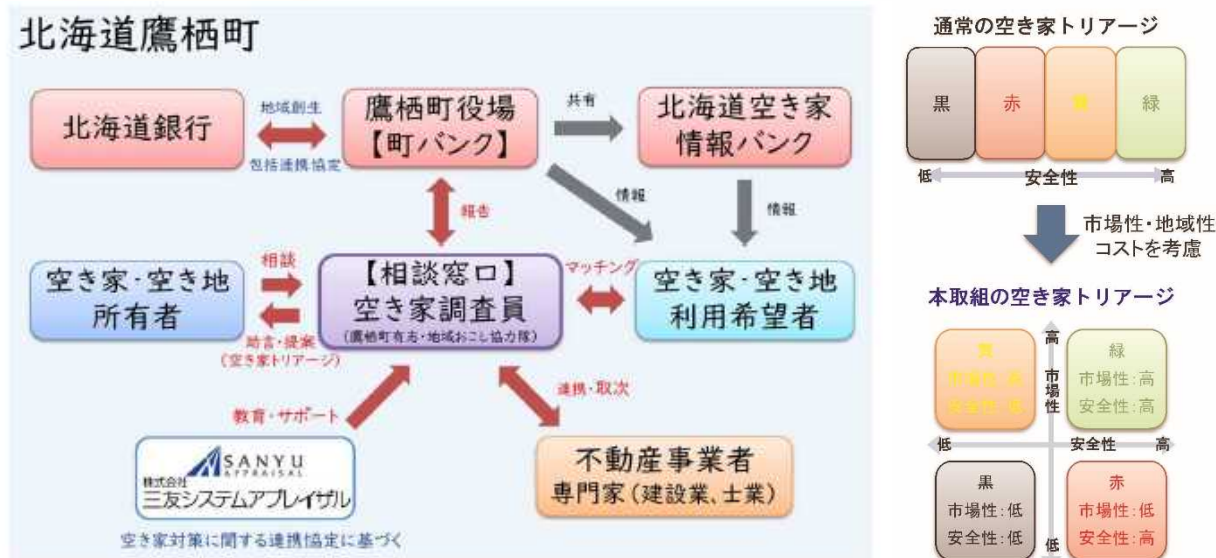 北海道鷹栖町
北海道銀行
地域創生
包括連携協定
鷹栖町役場
【町バンク】
共有
北海道空き家
情報バンク
報告
情報
情報
空き家・空き地
所有者
相談
助言・提案
(空き家トリアージ)
【相談窓口】
空き家調査員
(鷹栖町有志・地域おこし協力隊)
マッチング
空き家・空き地
利用希望者
教育・サポート
連携・取次
SANYU
APPRAISAL
株式会社
三友システムアプレイザル
空き家対策に関する連携協定に基づく
不動産事業者
専門家(建設業、士業)
通常の空き家トリアージ
黒
赤
黄
緑
低
安全性
高
市場性・地域性
コストを考慮
本取組の空き家トリアージ
高
市場性
低
黄
市場性:高
安全性:低
緑
市場性:高
安全性:高
低
安全性
高
黒
市場性:低
安全性:低
赤
市場性:低
安全性:高